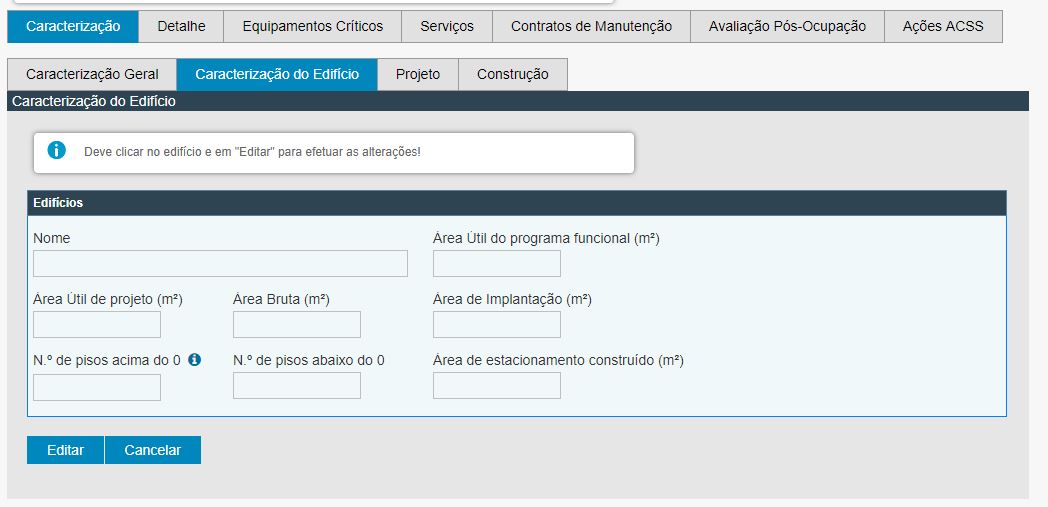 Caracterização Detalhe Equipamentos Críticos Serviços Contratos de Manutenção Avaliação Pós-Ocupação Ações ACSS
Caracterização Geral Caracterização do Edifício Projeto Construção
Caracterização do Edifício
Deve clicar no edifício e em "Editar" para efetuar as alterações!
Edifícios
Nome Área Útil do programa funcional (m²)
Área Útil de projeto (m²) Área Bruta (m²) Área de Implantação (m²)
N.º de pisos acima do 0 N.º de pisos abaixo do 0 Área de estacionamento construído (m²)
Editar Cancelar